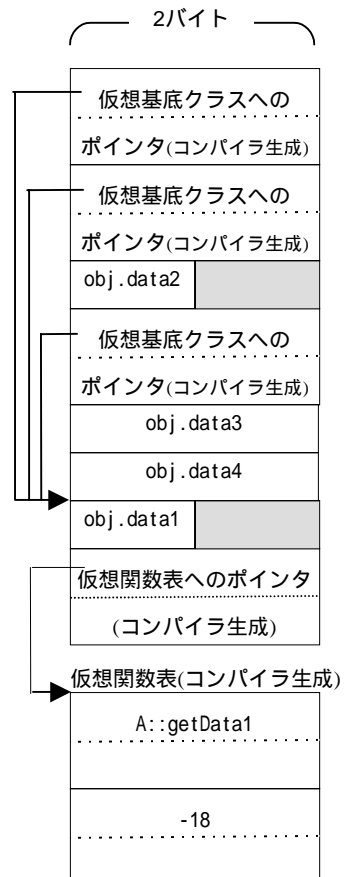 2バイト
仮想基底クラスへの
ポインタ(コンパイラ生成)
仮想基底クラスへの
ポインタ(コンパイラ生成)
obj.data2
仮想基底クラスへの
ポインタ(コンパイラ生成)
obj.data3
obj.data4
obj.data1
仮想関数表へのポインタ
(コンパイラ生成)
仮想関数表(コンパイラ生成)
A::getData1
-18